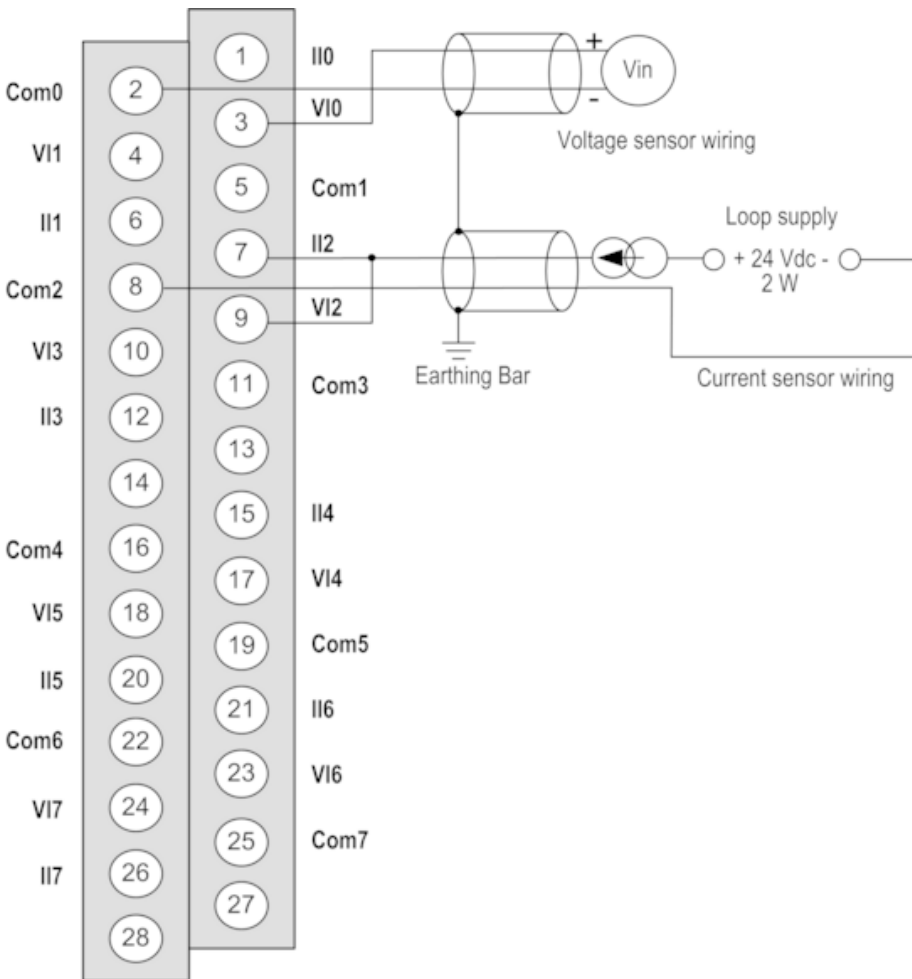 1 II0
Com0 2
3 VI0
VI1 4
5 Com1
II1 6
7 II2
Com2 8
9 VI2
VI3 10
11 Com3
II3 12
13
14
15 II4
Com4 16
17 VI4
VI5 18
19 Com5
II5 20
21 II6
Com6 22
23 VI6
VI7 24
25 Com7
II7 26
27
28
+
Vin
-
Voltage sensor wiring
Loop supply
+ 24 Vdc -
2 W
Earthing Bar
Current sensor wiring